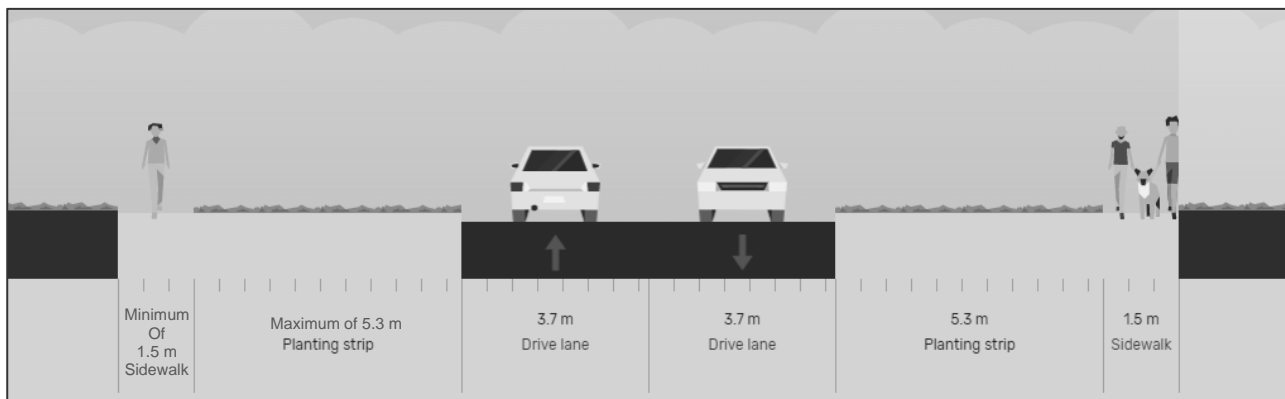 Minimum
Of
1.5 m
Sidewalk
Maximum of 5.3 m
Planting strip
3.7 m
Drive lane
3.7 m
Drive lane
5.3 m
Planting strip
1.5 m
Sidewalk